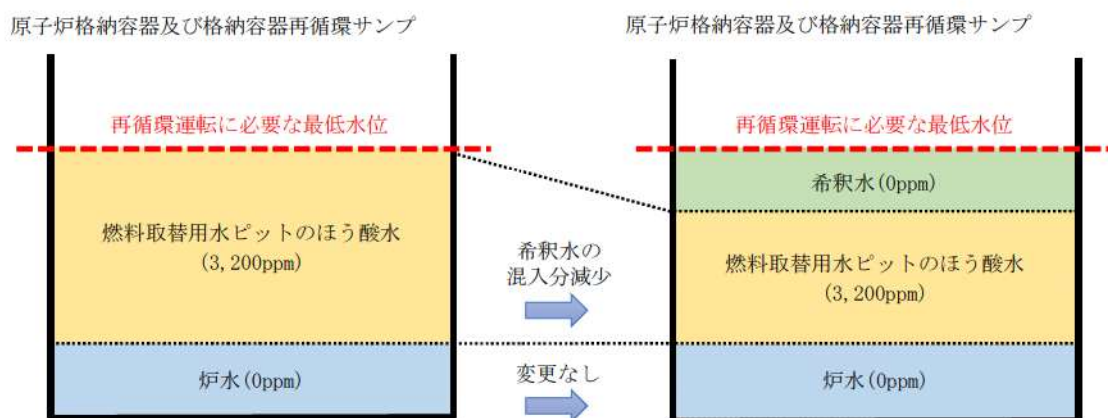 原子炉格納容器及び格納容器再循環サンプ
再循環運転に必要な最低水位
燃料取替用水ピットのほう酸水
(3,200ppm)
炉水(0ppm)
希釈水の
混入分減少
変更なし
原子炉格納容器及び格納容器再循環サンプ
再循環運転に必要な最低水位
希釈水(0ppm)
燃料取替用水ピットのほう酸水
(3,200ppm)
炉水(0ppm)